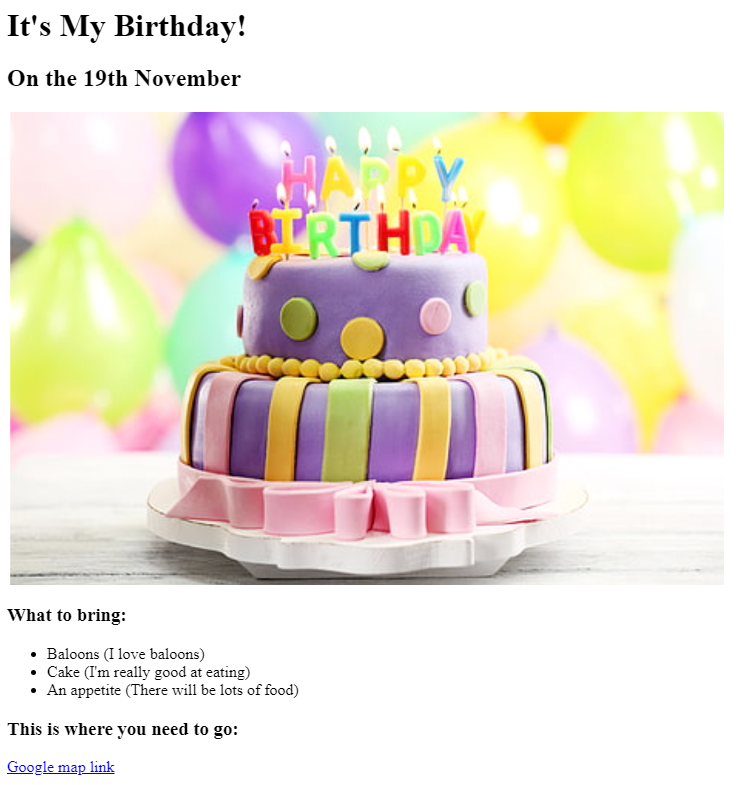 It's My Birthday!
On the 19th November
HAPPY
BIRTHDAY
What to bring:
Baloons (I love baloons)
Cake (I'm really good at eating)
An appetite (There will be lots of food)
This is where you need to go:
Google map link